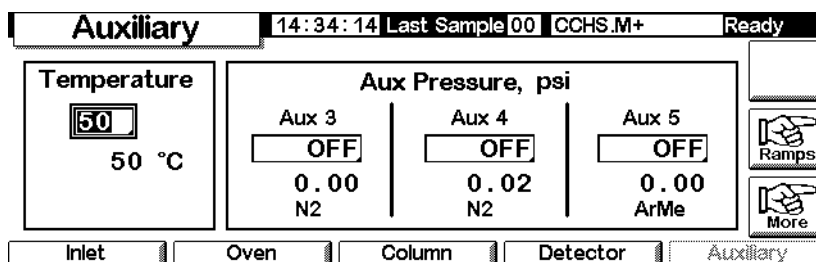 Auxiliary 14:34:14 Last Sample 00 CCHS.M+ Ready
Temperature
50
50 °C
Aux Pressure, psi
Aux 3 Aux 4 Aux 5
OFF OFF OFF
0.00 0.02 0.00
N2 N2 ArMe
Ramps
More
Inlet Oven Column Detector Auxiliary